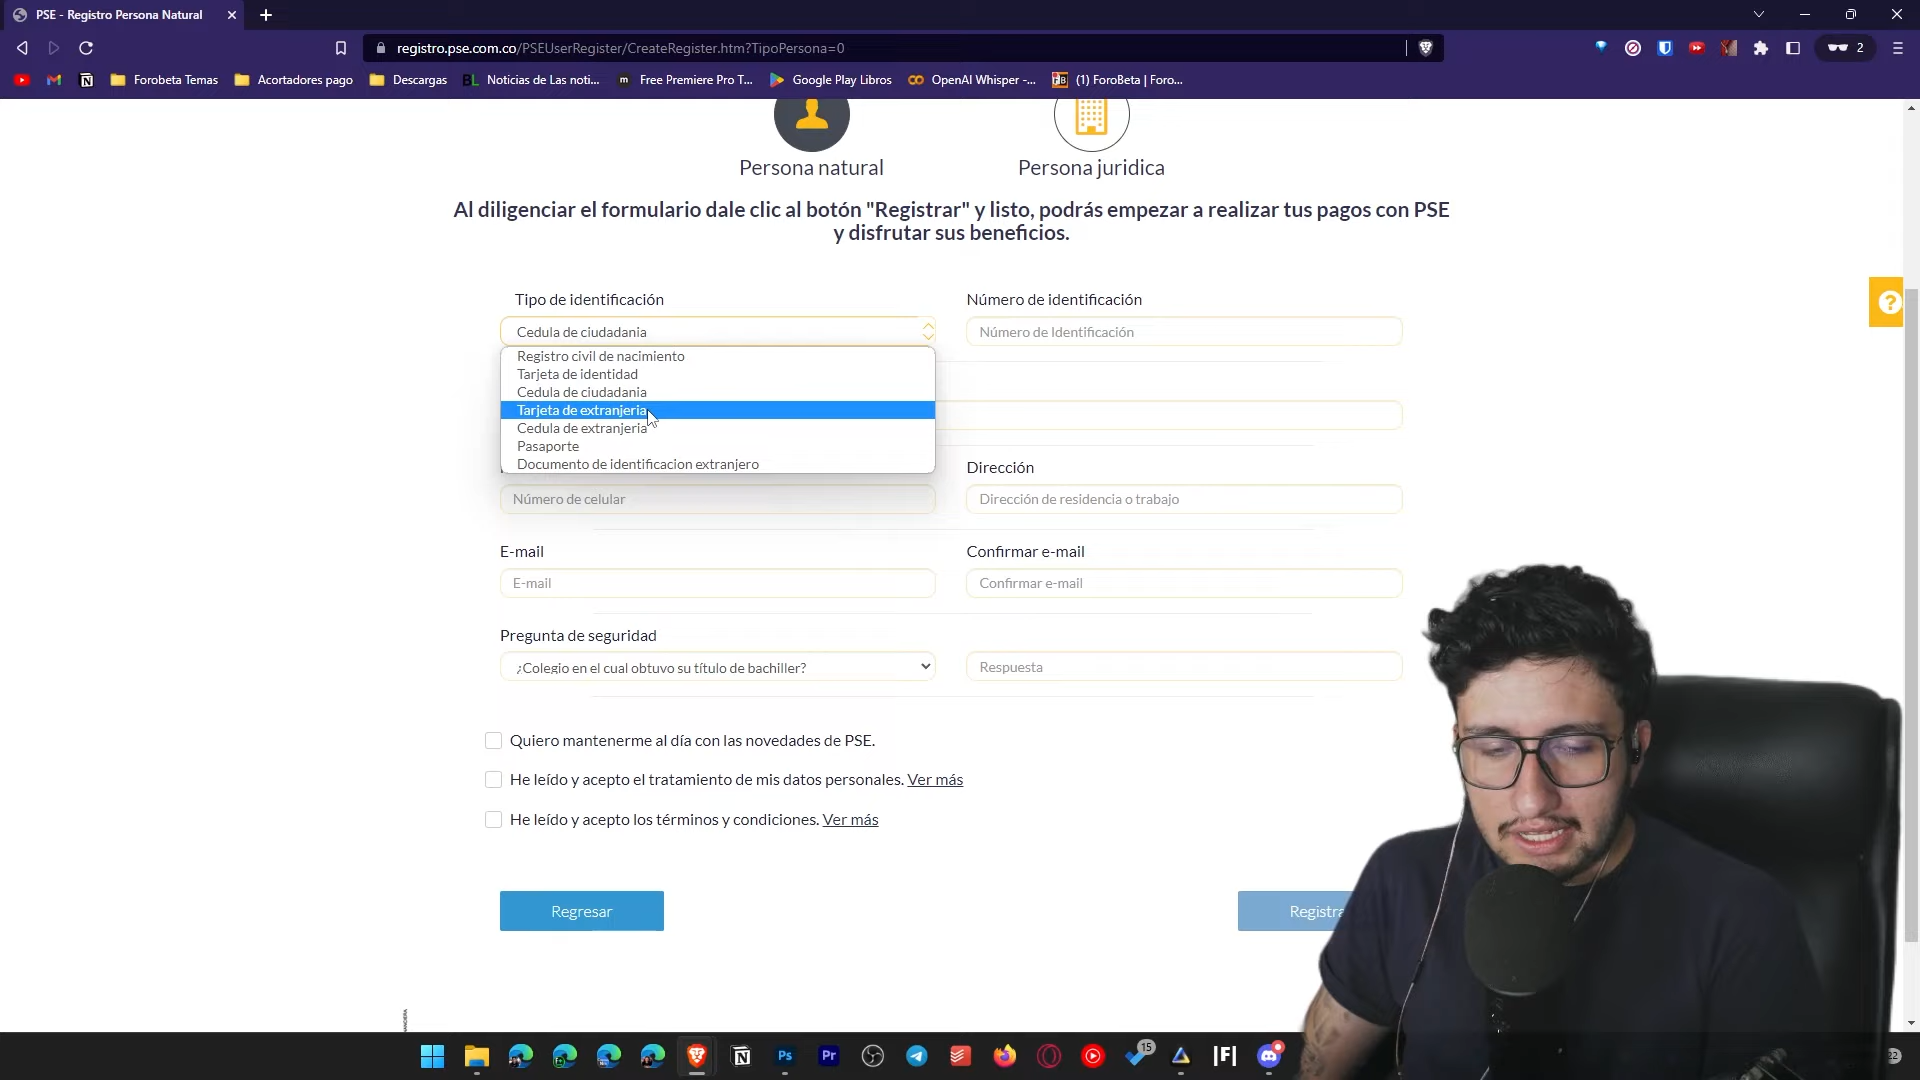 PSE - Registro Persona Natural
registro.pse.com.co/PSEUserRegister/CreateRegister.htm?TipoPersona=0
2
Forobeta Temas
Acortadores pago
Descargas
BL
Noticias de Las noti...
m
Free Premiere Pro T...
Google Play Libros
OpenAI Whisper -...
(1) ForoBeta | Foro...
Persona natural
Persona juridica
Al diligenciar el formulario dale clic al botón "Registrar" y listo, podrás empezar a realizar tus pagos con PSE
y disfrutar sus beneficios.
?
Tipo de identificación
Número de identificación
Cedula de ciudadania
Número de Identificación
Registro civil de nacimiento
Tarjeta de identidad
Cedula de ciudadania
Tarjeta de extranjeria
Cedula de extranjeria
Pasaporte
Documento de identificacion extranjero
Dirección
Número de celular
Dirección de residencia o trabajo
E-mail
Confirmar e-mail
E-mail
Confirmar e-mail
Pregunta de seguridad
¿Colegio en el cual obtuvo su título de bachiller?
Respuesta
Quiero mantenerme al día con las novedades de PSE.
He leído y acepto el tratamiento de mis datos personales. Ver más
He leído y acepto los términos y condiciones. Ver más
Regresar
Registra
Ps
Pr
15
|F|
22